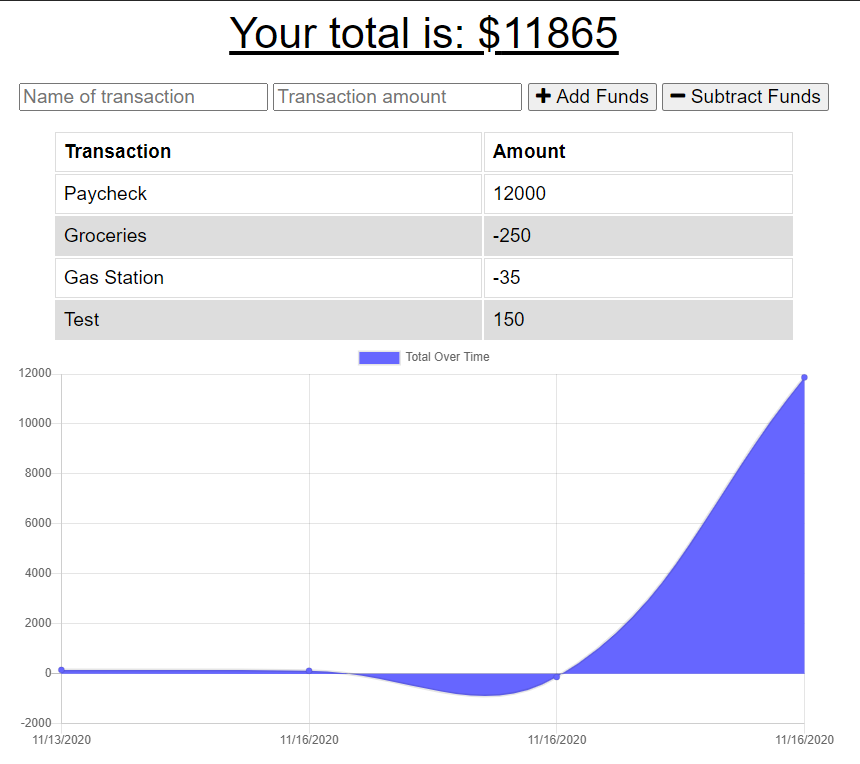 Your total is: $11865
Name of transaction Transaction amount + Add Funds − Subtract Funds
Transaction Amount
Paycheck 12000
Groceries -250
Gas Station -35
Test 150
Total Over Time
12000
10000
8000
6000
4000
2000
0
-2000
11/13/2020 11/16/2020 11/16/2020 11/16/2020